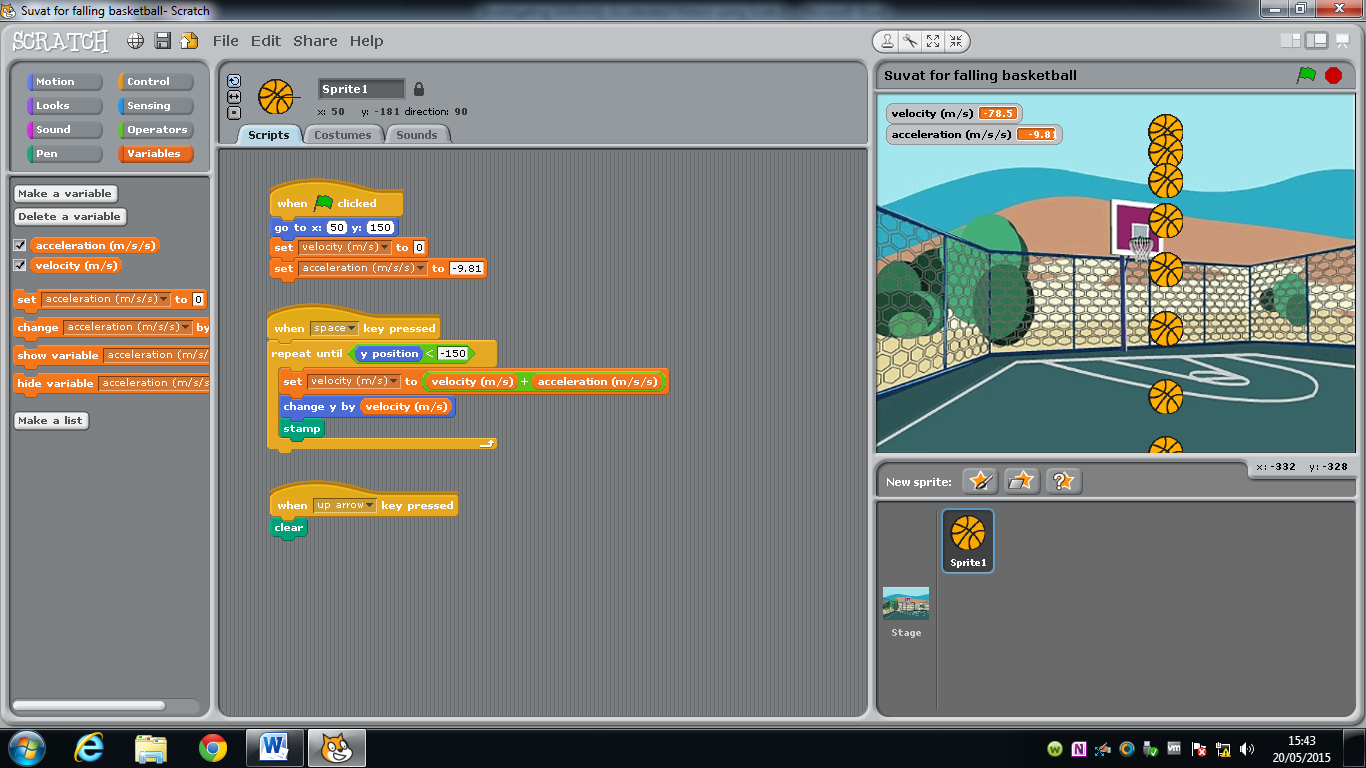 Suvat for falling basketball- Scratch
SCRATCH File Edit Share Help
Motion Control
Looks Sensing
Sound Operators
Pen Variables
Make a variable
Delete a variable
acceleration (m/s/s)
velocity (m/s)
set acceleration (m/s/s) to 0
change acceleration (m/s/s) by
show variable acceleration (m/s/
hide variable acceleration (m/s/s
Make a list
Sprite1
x: 50 y: -181 direction: 90
Scripts Costumes Sounds
when clicked
go to x: 50 y: 150
set velocity (m/s) to 0
set acceleration (m/s/s) to -9.81
when space key pressed
repeat until y position < -150
set velocity (m/s) to velocity (m/s) + acceleration (m/s/s)
change y by velocity (m/s)
stamp
when up arrow key pressed
clear
Suvat for falling basketball
velocity (m/s) -78.5
acceleration (m/s/s) -9.81
x: -332 y: -328
New sprite:
Sprite1
Stage
15:43
20/05/2015